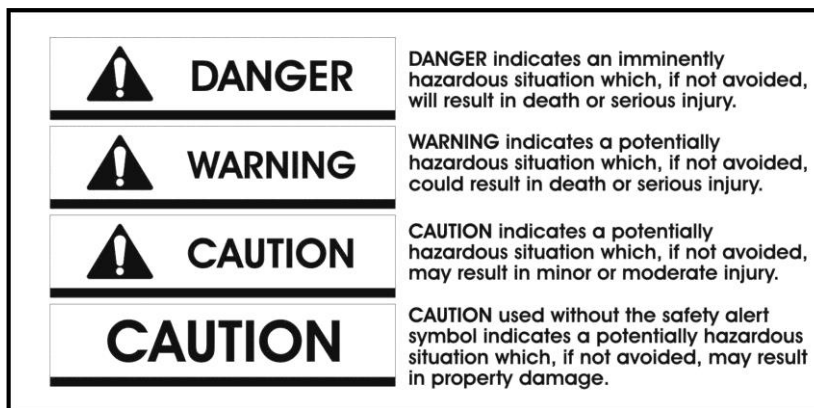 DANGER
DANGER indicates an imminently
hazardous situation which, if not avoided,
will result in death or serious injury.
WARNING
WARNING indicates a potentially
hazardous situation which, if not avoided,
could result in death or serious injury.
CAUTION
CAUTION indicates a potentially
hazardous situation which, if not avoided,
may result in minor or moderate injury.
CAUTION
CAUTION used without the safety alert
symbol indicates a potentially hazardous
situation which, if not avoided, may result
in property damage.